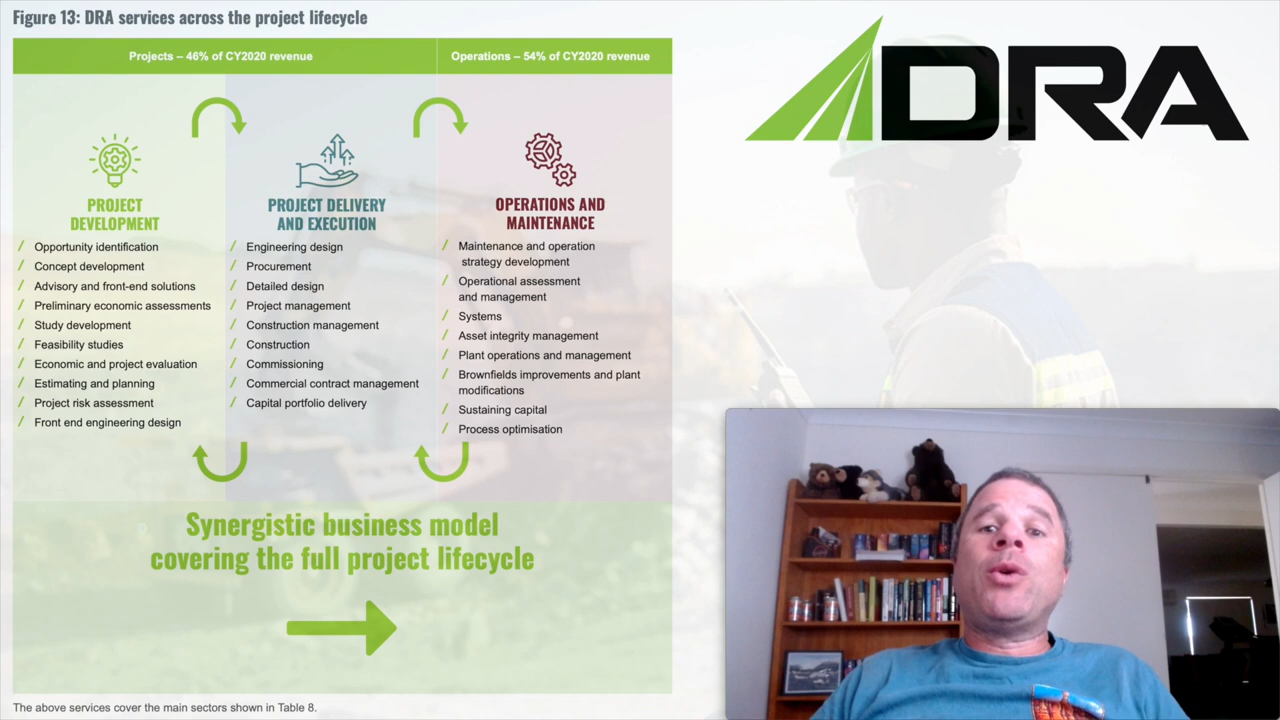 Figure 13: DRA services across the project lifecycle
Projects – 46% of CY2020 revenue
Operations – 54% of CY2020 revenue
DRA
PROJECT
DEVELOPMENT
/ Opportunity identification
/ Concept development
/ Advisory and front-end solutions
/ Preliminary economic assessments
/ Study development
/ Feasibility studies
/ Economic and project evaluation
/ Estimating and planning
/ Project risk assessment
/ Front end engineering design
PROJECT DELIVERY
AND EXECUTION
/ Engineering design
/ Procurement
/ Detailed design
/ Project management
/ Construction management
/ Construction
/ Commissioning
/ Commercial contract management
/ Capital portfolio delivery
OPERATIONS AND
MAINTENANCE
/ Maintenance and operation
strategy development
/ Operational assessment
and management
/ Systems
/ Asset integrity management
/ Plant operations and management
/ Brownfields improvements and plant
modifications
/ Sustaining capital
/ Process optimisation
Synergistic business model
covering the full project lifecycle
The above services cover the main sectors shown in Table 8.